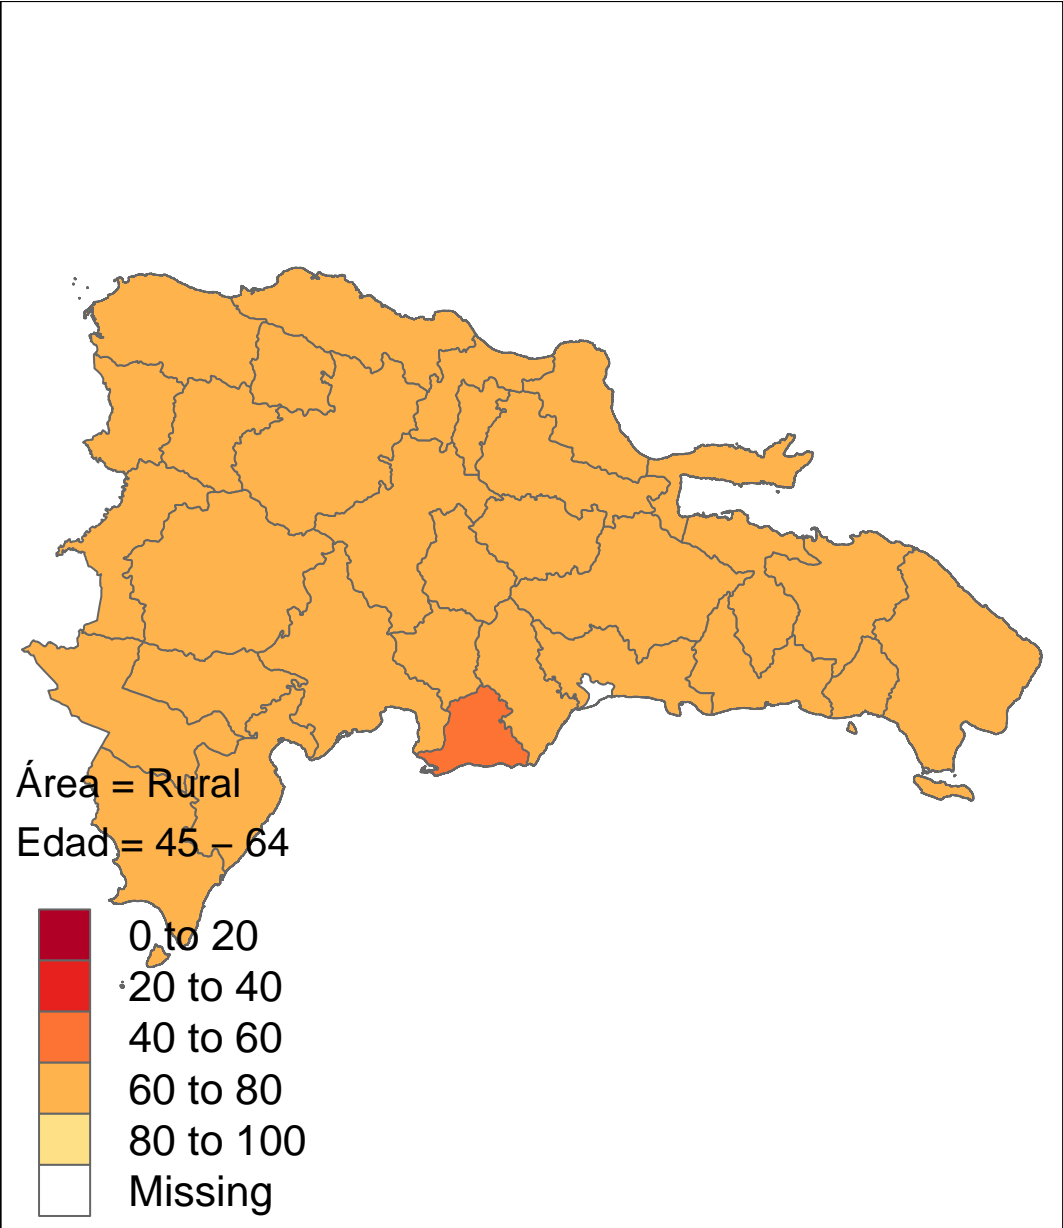 Área = Rural
Edad = 45 – 64
0 to 20
20 to 40
40 to 60
60 to 80
80 to 100
Missing